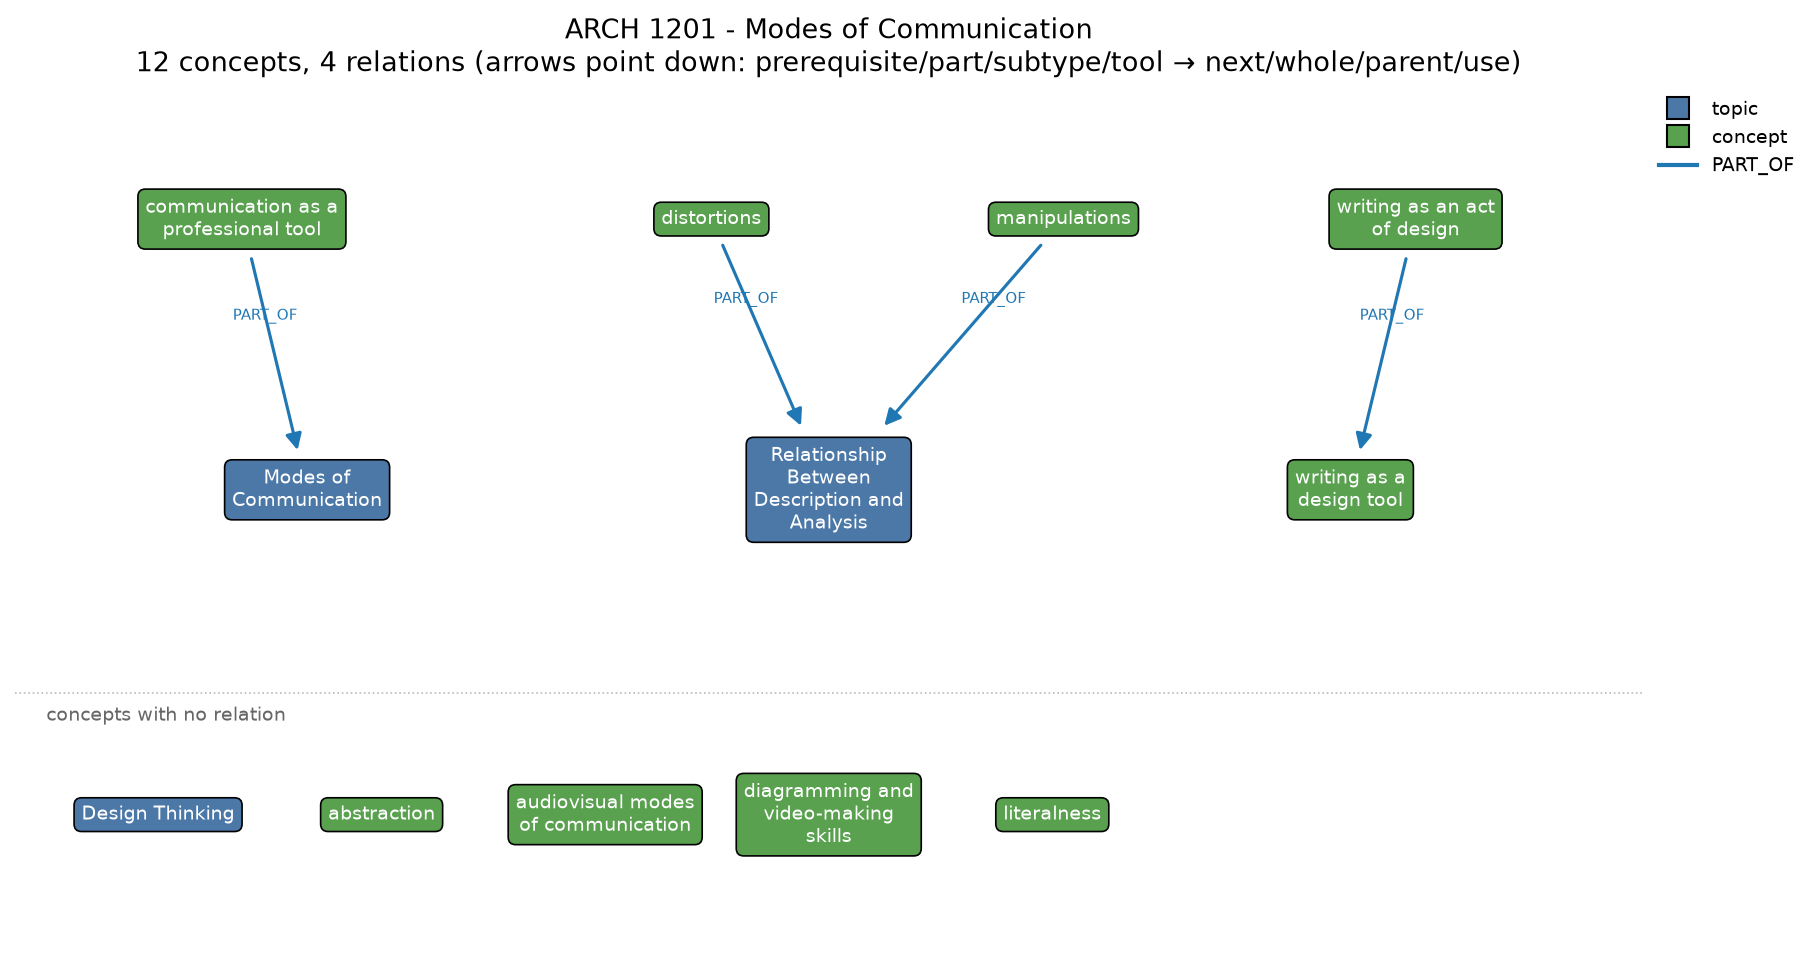 ARCH 1201 - Modes of Communication
12 concepts, 4 relations (arrows point down: prerequisite/part/subtype/tool → next/whole/parent/use)
topic
concept
PART_OF
communication as a
professional tool
distortions
manipulations
writing as an act
of design
PART_OF
PART_OF
PART_OF
PART_OF
Modes of
Communication
Relationship
Between
Description and
Analysis
writing as a
design tool
concepts with no relation
Design Thinking
abstraction
audiovisual modes
of communication
diagramming and
video-making
skills
literalness